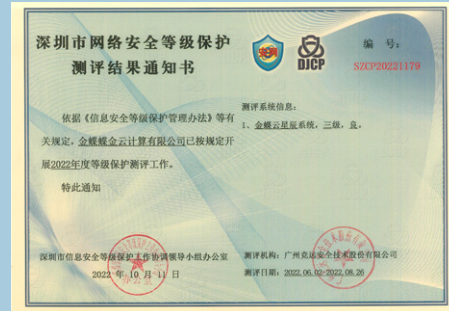 深圳市网络安全等级保护
测评结果通知书
DJCP
编 号:
SZCP20221179
依据《信息安全等级保护管理办法》等有
关规定，金蝶蝶金云计算有限公司已按规定开
展2022年度等级保护测评工作。
特此通知
测评系统信息:
1、金蝶云星辰系统，三级，良。
深圳市信息安全等级保护工作协调领导小组办公室
2022 年 10 月 11 日
测评机构: 广州竞远安全技术股份有限公司
测评日期: 2022.06.02-2022.08.26